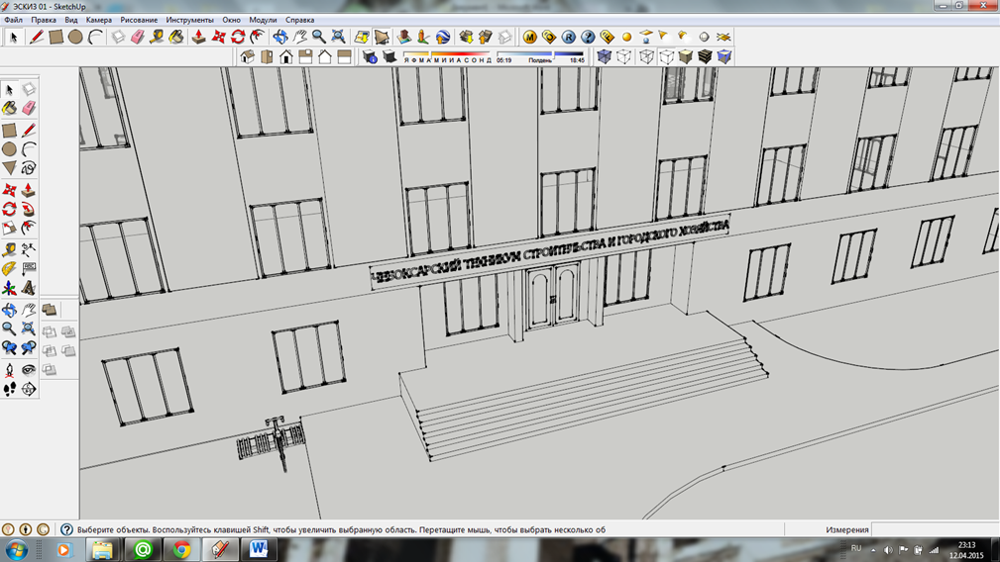 ЭСКИЗ 01 - SketchUp
Файл Правка Вид Камера Рисование Инструменты Окно Модули Справка
Я Ф М А М И И А С О Н Д 05:19 Полдень 18:45
ЧЕБОКСАРСКИЙ ТЕХНИКУМ СТРОИТЕЛЬСТВА И ГОРОДСКОГО ХОЗЯЙСТВА
Выберите объекты. Воспользуйтесь клавишей Shift, чтобы увеличить выбранную область. Перетащите мышь, чтобы выбрать несколько об
Измерения
RU
23:13
12.04.2015